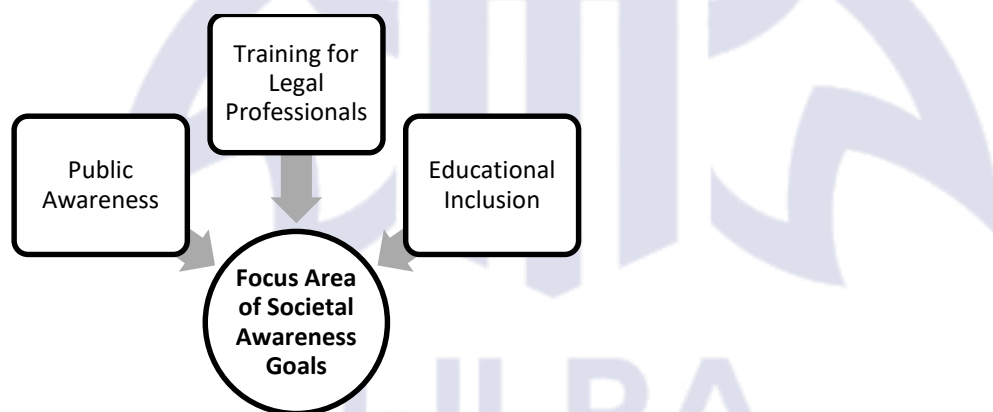 Training for
Legal
Professionals
Public
Awareness
Educational
Inclusion
Focus Area
of Societal
Awareness
Goals